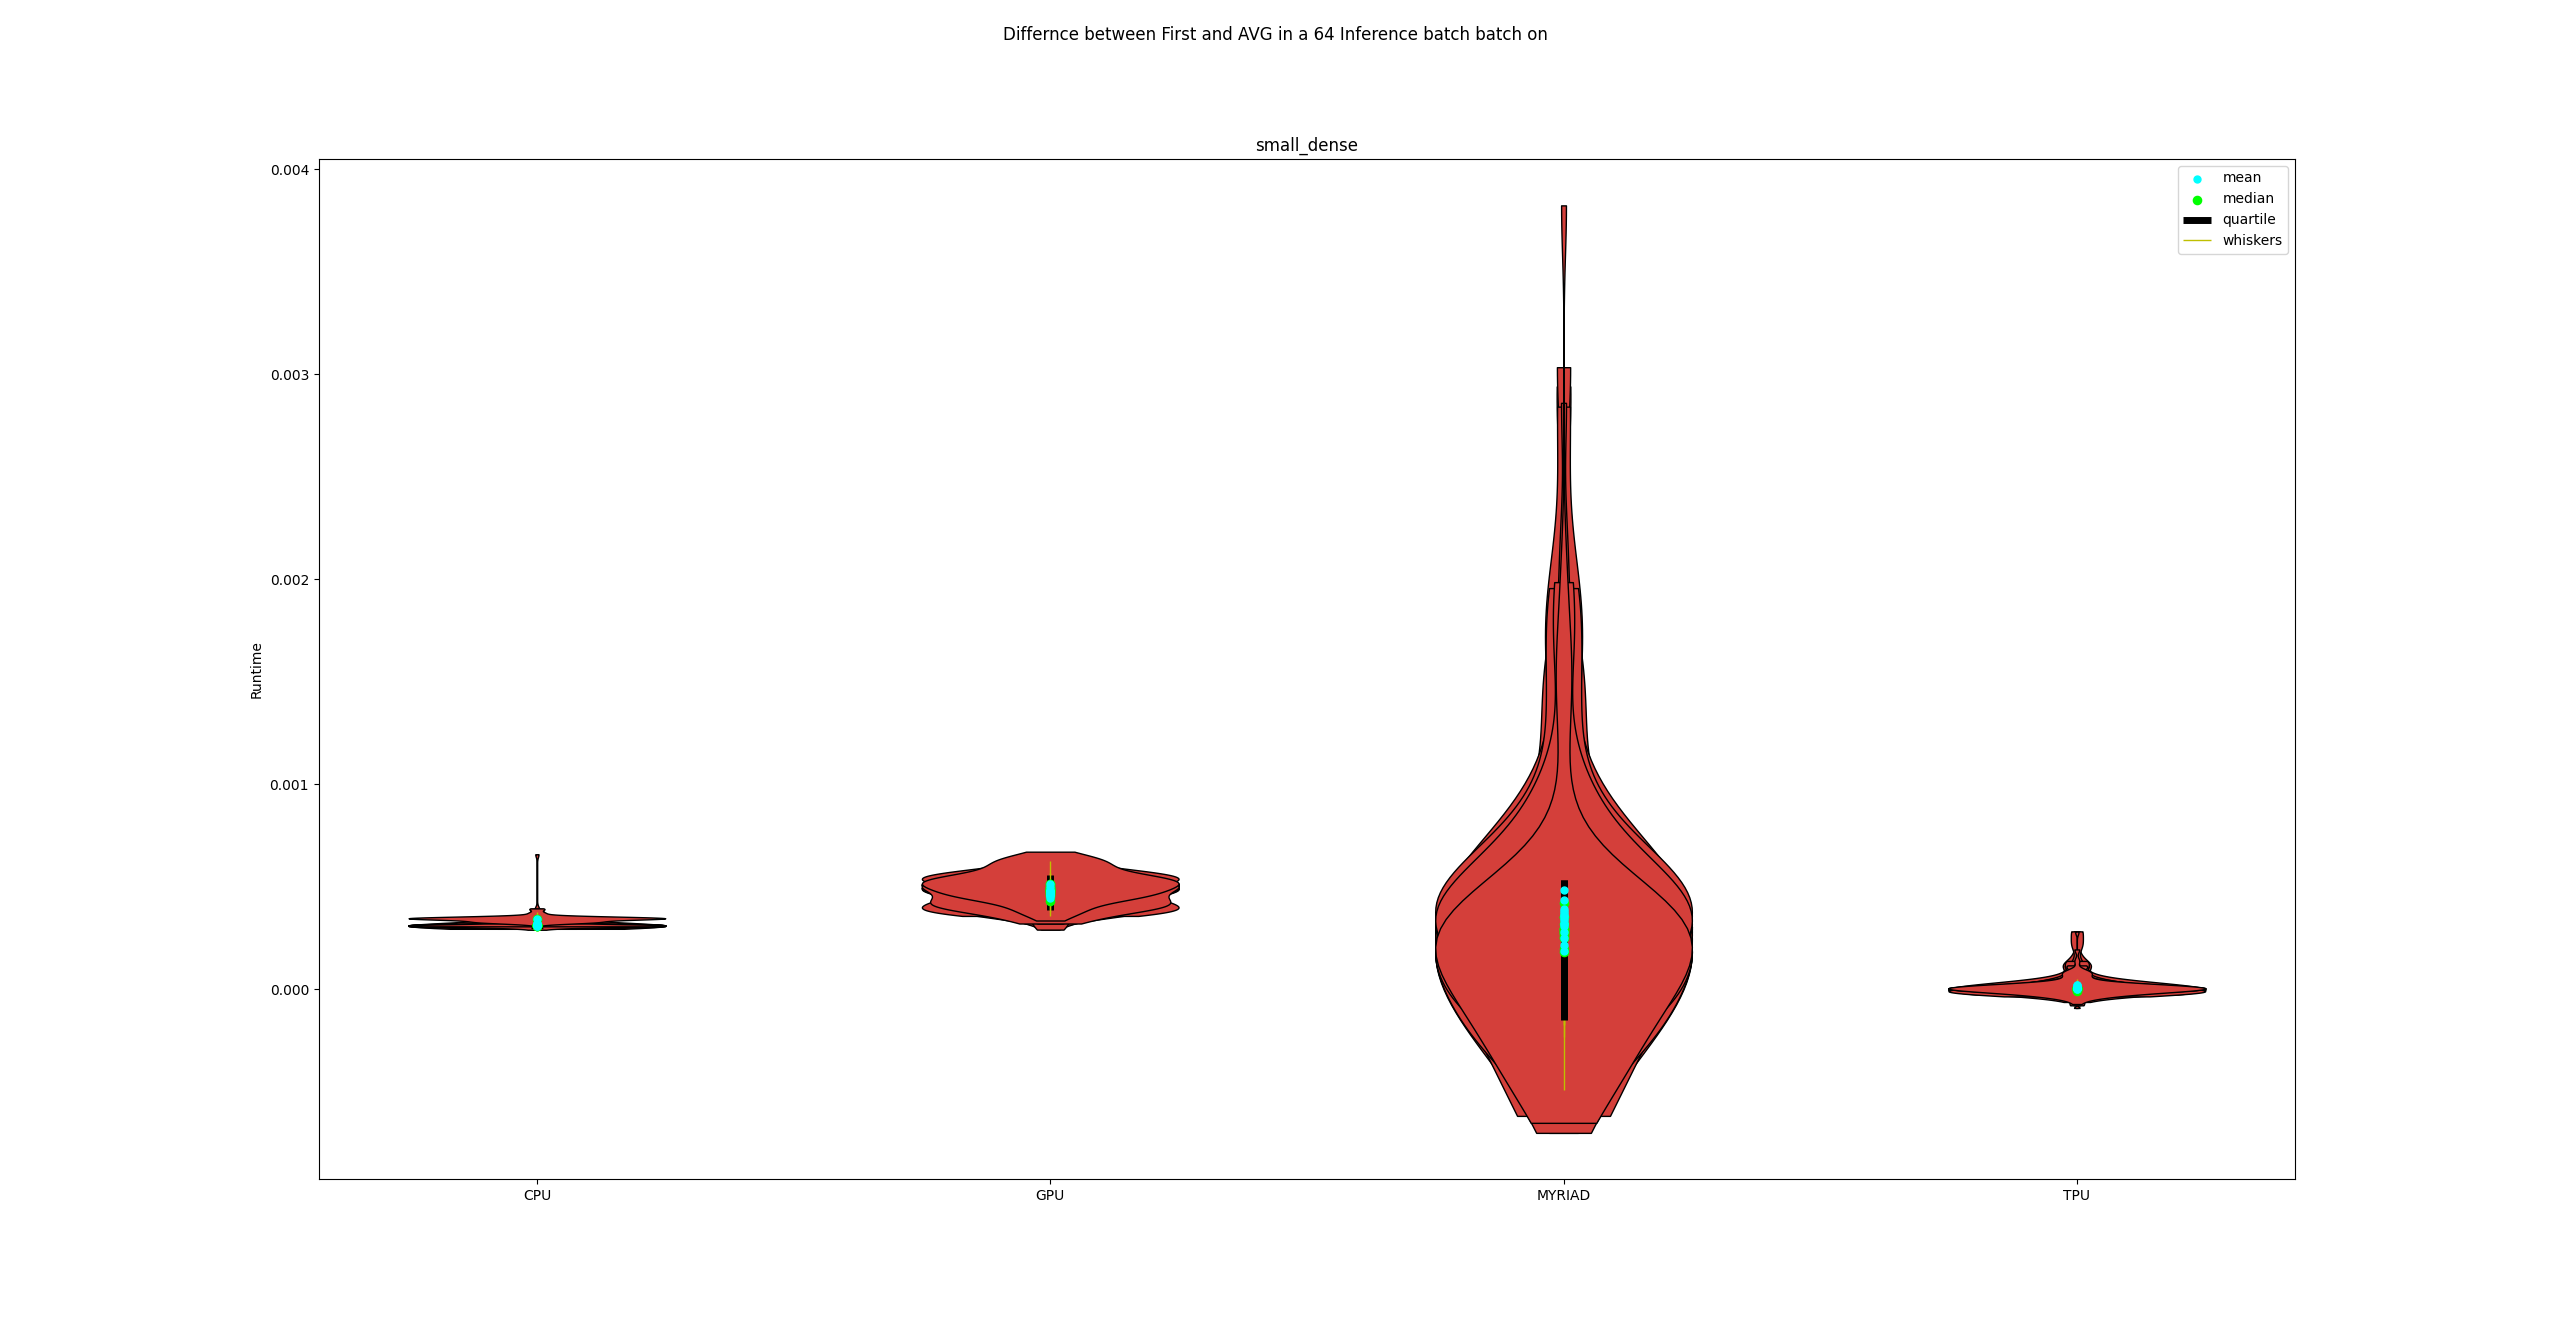 Differnce between First and AVG in a 64 Inference batch batch on
small_dense
mean
median
quartile
whiskers
Runtime
0.004
0.003
0.002
0.001
0.000
CPU
GPU
MYRIAD
TPU